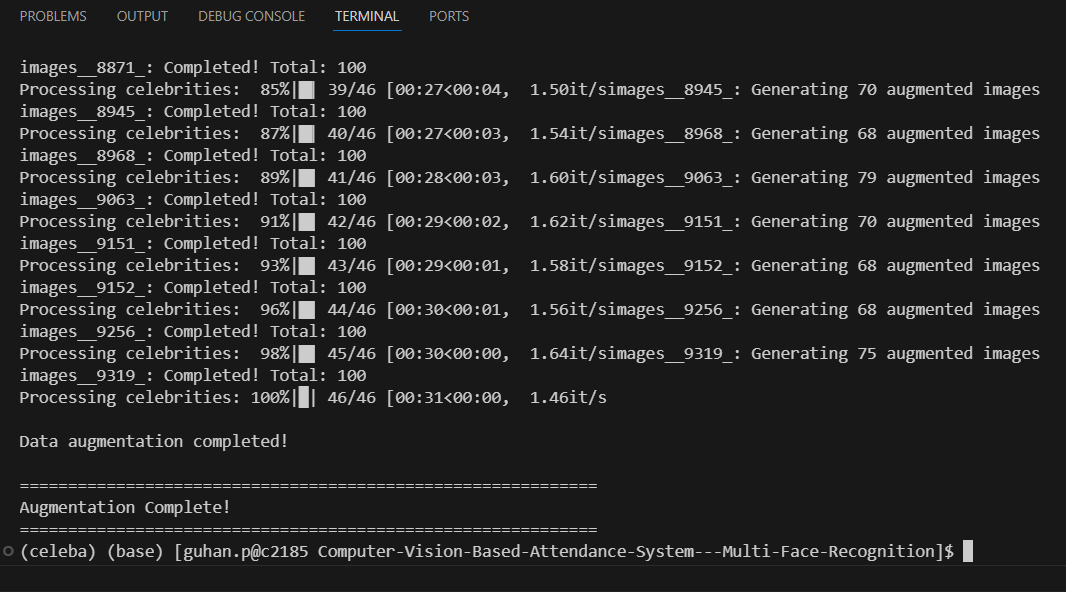 PROBLEMS OUTPUT DEBUG CONSOLE TERMINAL PORTS
images__8871_: Completed! Total: 100
Processing celebrities:  85%|█| 39/46 [00:27<00:04,  1.50it/simages__8945_: Generating 70 augmented images
images__8945_: Completed! Total: 100
Processing celebrities:  87%|█| 40/46 [00:27<00:03,  1.54it/simages__8968_: Generating 68 augmented images
images__8968_: Completed! Total: 100
Processing celebrities:  89%|█| 41/46 [00:28<00:03,  1.60it/simages__9063_: Generating 79 augmented images
images__9063_: Completed! Total: 100
Processing celebrities:  91%|█| 42/46 [00:29<00:02,  1.62it/simages__9151_: Generating 70 augmented images
images__9151_: Completed! Total: 100
Processing celebrities:  93%|█| 43/46 [00:29<00:01,  1.58it/simages__9152_: Generating 68 augmented images
images__9152_: Completed! Total: 100
Processing celebrities:  96%|█| 44/46 [00:30<00:01,  1.56it/simages__9256_: Generating 68 augmented images
images__9256_: Completed! Total: 100
Processing celebrities:  98%|█| 45/46 [00:30<00:00,  1.64it/simages__9319_: Generating 75 augmented images
images__9319_: Completed! Total: 100
Processing celebrities: 100%|█| 46/46 [00:31<00:00,  1.46it/s
Data augmentation completed!
============================================================
Augmentation Complete!
============================================================
(celeba) (base) [guhan.p@c2185 Computer-Vision-Based-Attendance-System---Multi-Face-Recognition]$